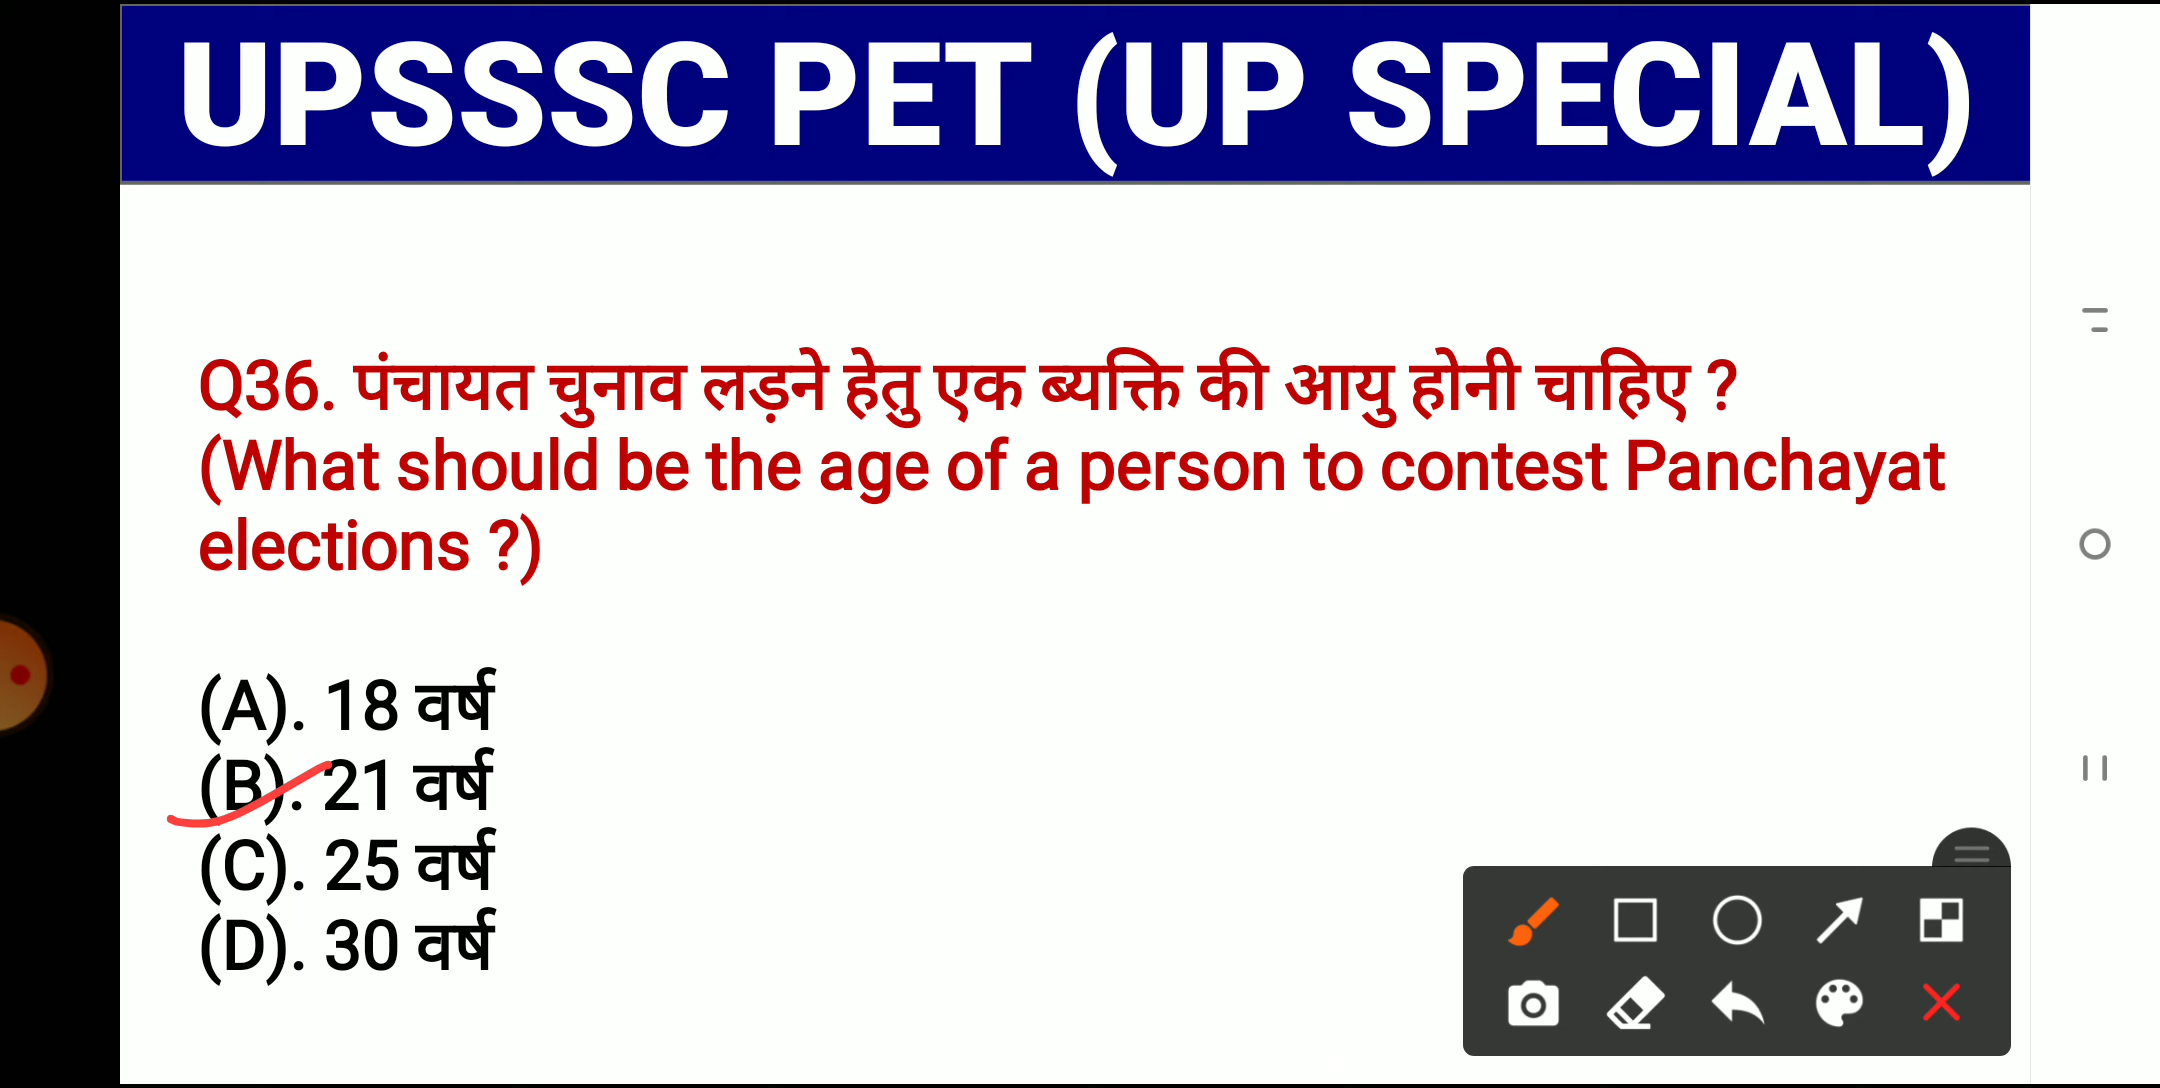 UPSSSC PET (UP SPECIAL)
Q36. पंचायत चुनाव लड़ने हेतु एक ब्यक्ति की आयु होनी चाहिए ?
(What should be the age of a person to contest Panchayat
elections ?)
(A). 18 वर्ष
(B). 21 वर्ष
(C). 25 वर्ष
(D). 30 वर्ष